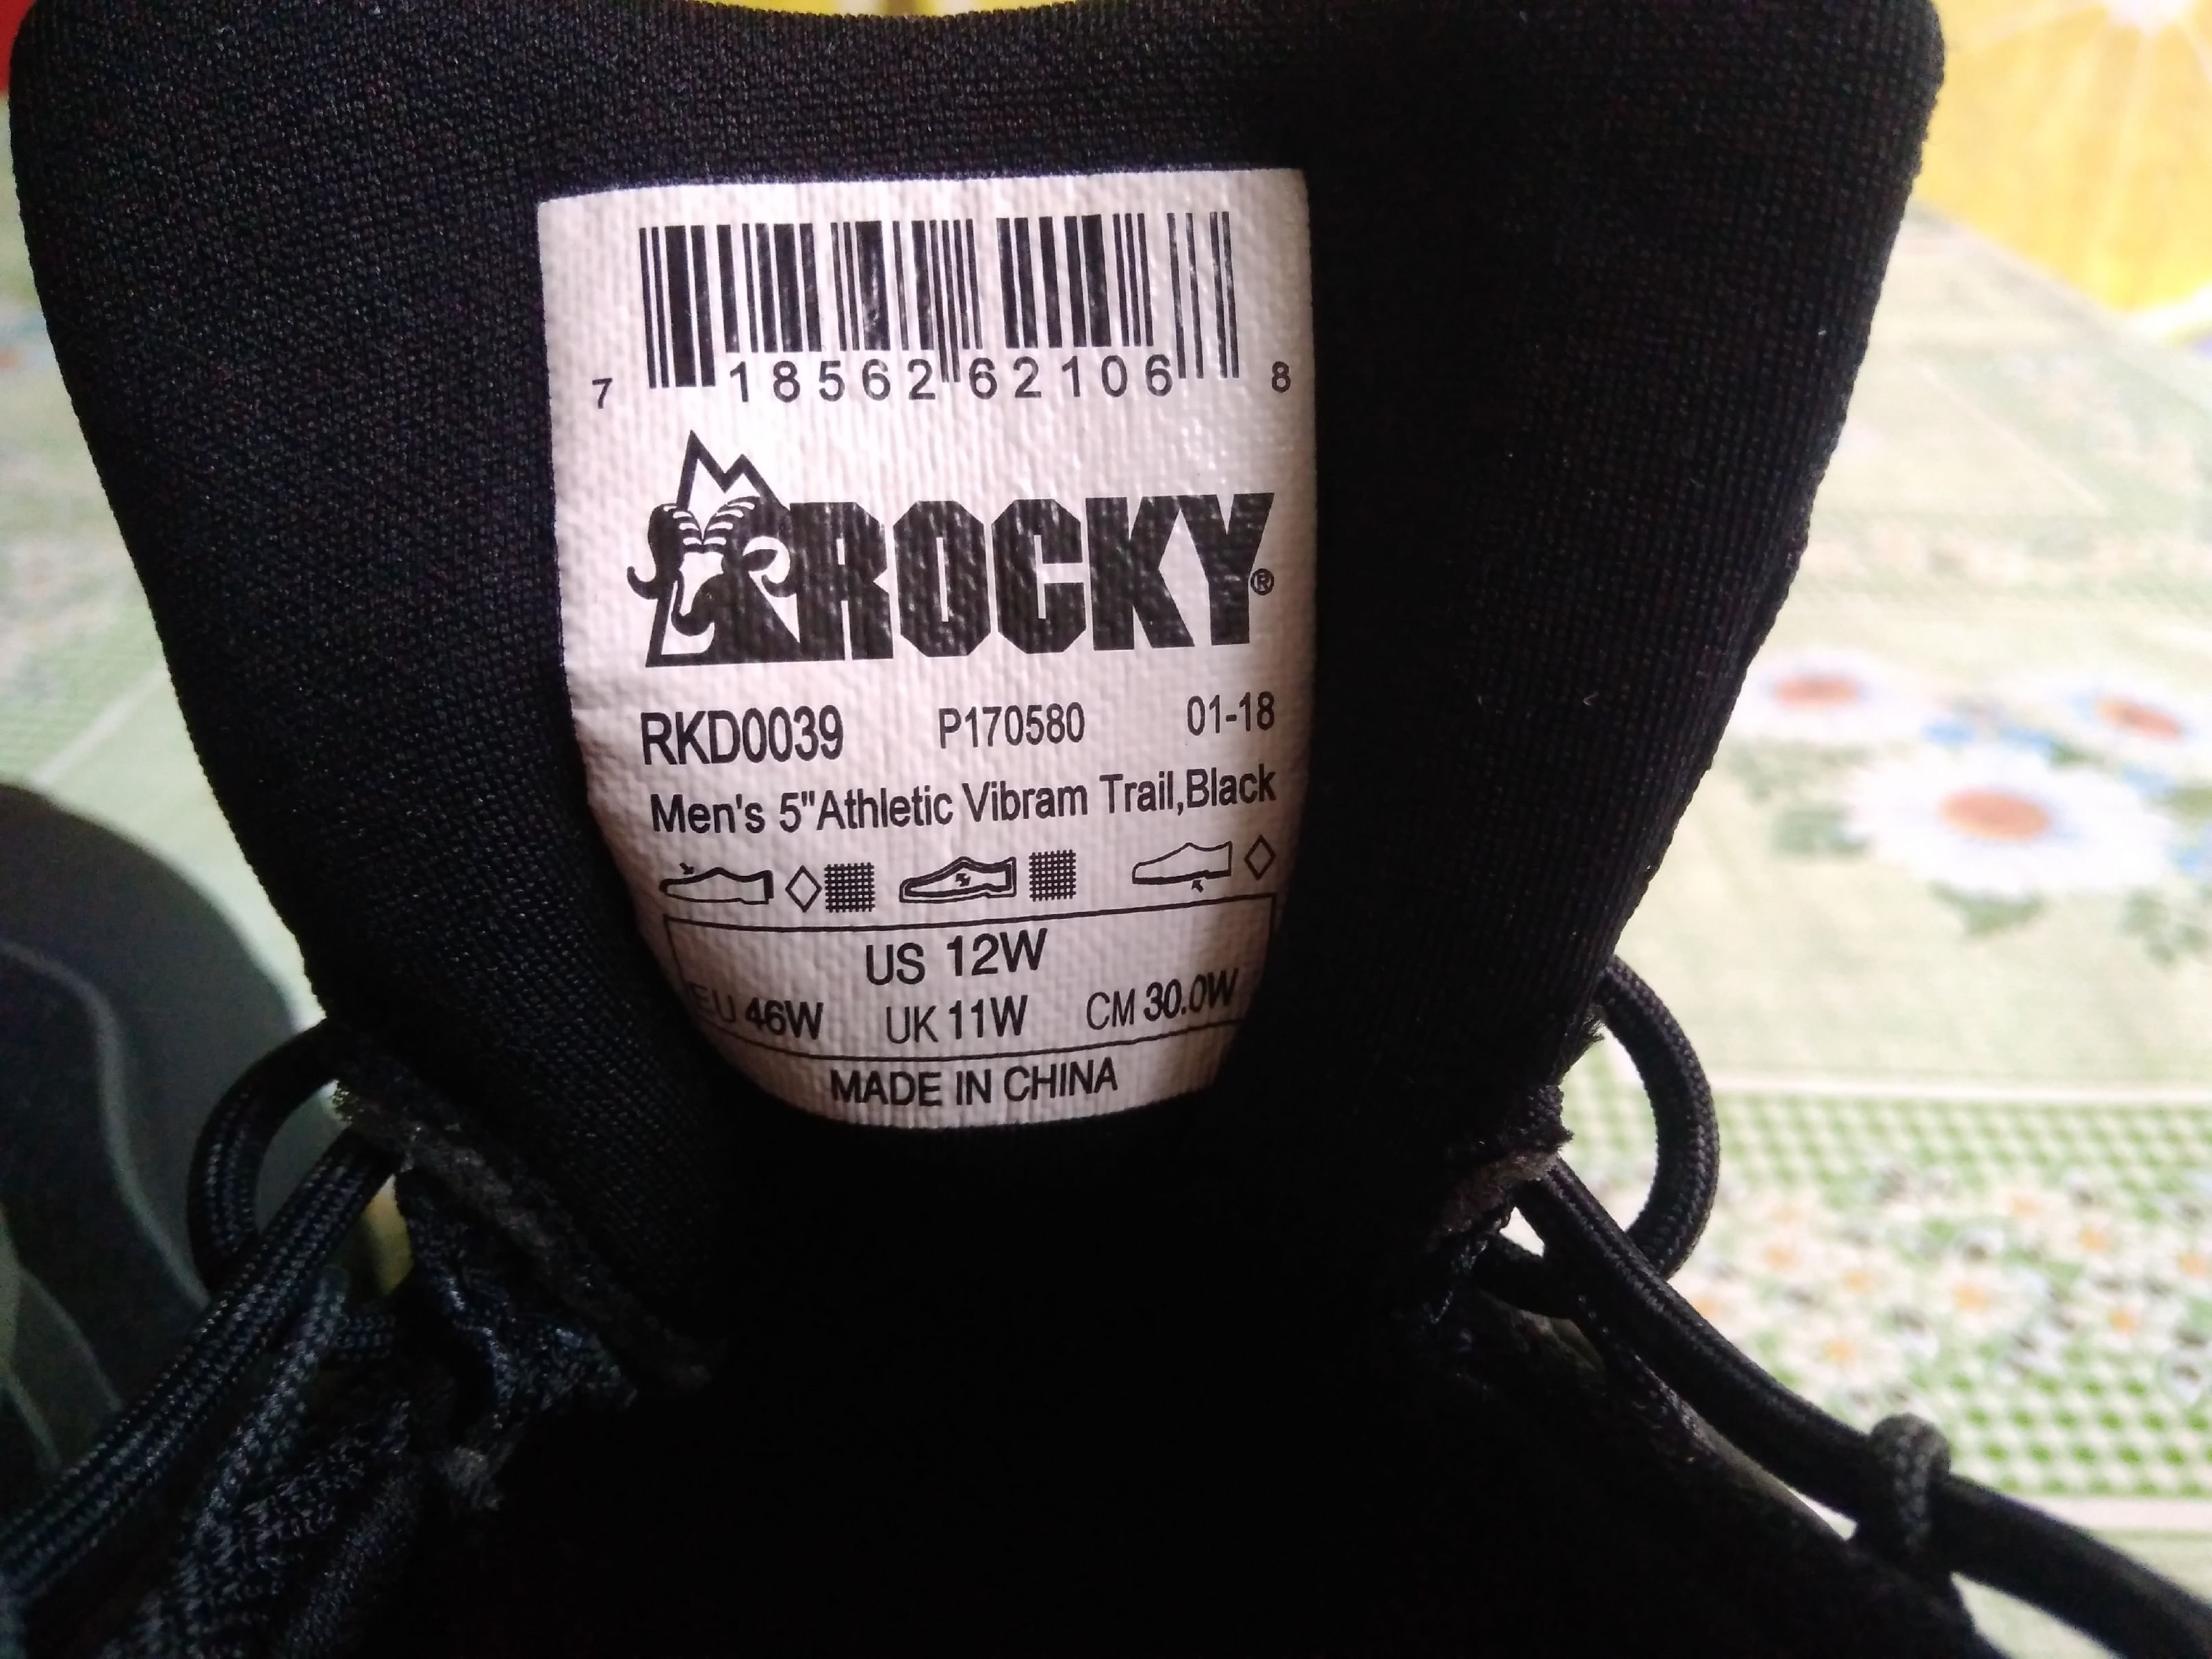 7 18562 62106 8
ROCKY®
RKD0039 P170580 01-18
Men's 5"Athletic Vibram Trail,Black
US 12W
EU 46W UK 11W CM 30.0W
MADE IN CHINA